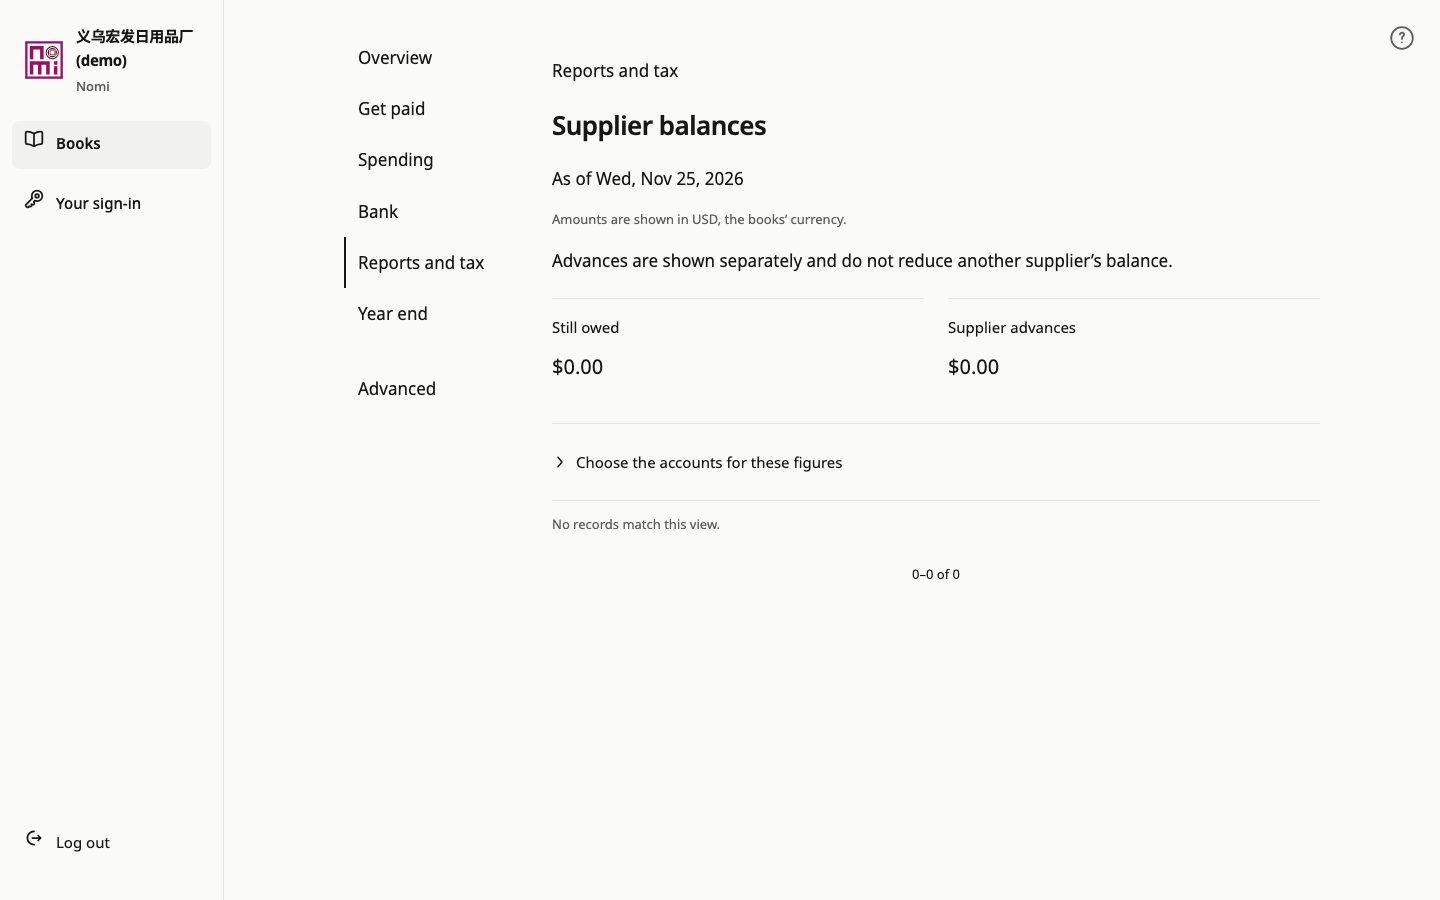 义乌宏发日用品厂
(demo)
Nomi
Books
Your sign-in
Log out
Overview
Get paid
Spending
Bank
Reports and tax
Year end
Advanced
Reports and tax
Supplier balances
As of Wed, Nov 25, 2026
Amounts are shown in USD, the books’ currency.
Advances are shown separately and do not reduce another supplier’s balance.
Still owed
$0.00
Supplier advances
$0.00
Choose the accounts for these figures
No records match this view.
0–0 of 0